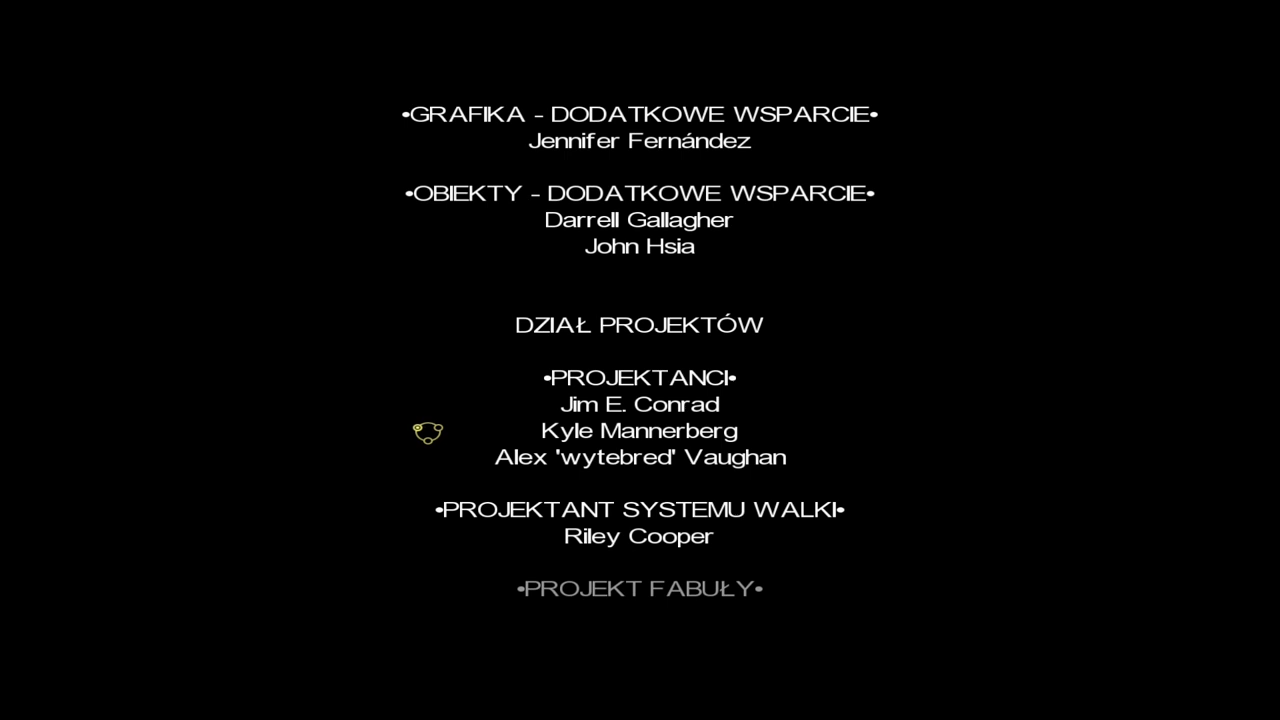 •GRAFIKA - DODATKOWE WSPARCIE•
Jennifer Fernández
•OBIEKTY - DODATKOWE WSPARCIE•
Darrell Gallagher
John Hsia
DZIAŁ PROJEKTÓW
•PROJEKTANCI•
Jim E. Conrad
Kyle Mannerberg
Alex 'wytebred' Vaughan
•PROJEKTANT SYSTEMU WALKI•
Riley Cooper
•PROJEKT FABUŁY•